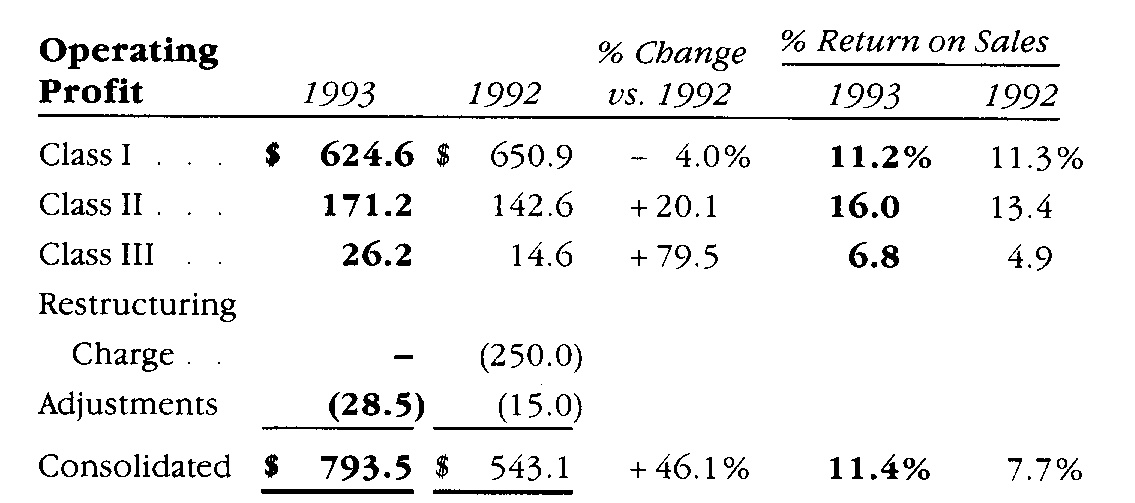 Operating % Change % Return on Sales
Profit 1993 1992 vs. 1992 1993 1992
Class I . . . $ 624.6 $ 650.9 - 4.0% 11.2% 11.3%
Class II . . . 171.2 142.6 +20.1 16.0 13.4
Class III . . 26.2 14.6 +79.5 6.8 4.9
Restructuring
Charge . . – (250.0)
Adjustments (28.5) (15.0)
Consolidated $ 793.5 $ 543.1 +46.1% 11.4% 7.7%